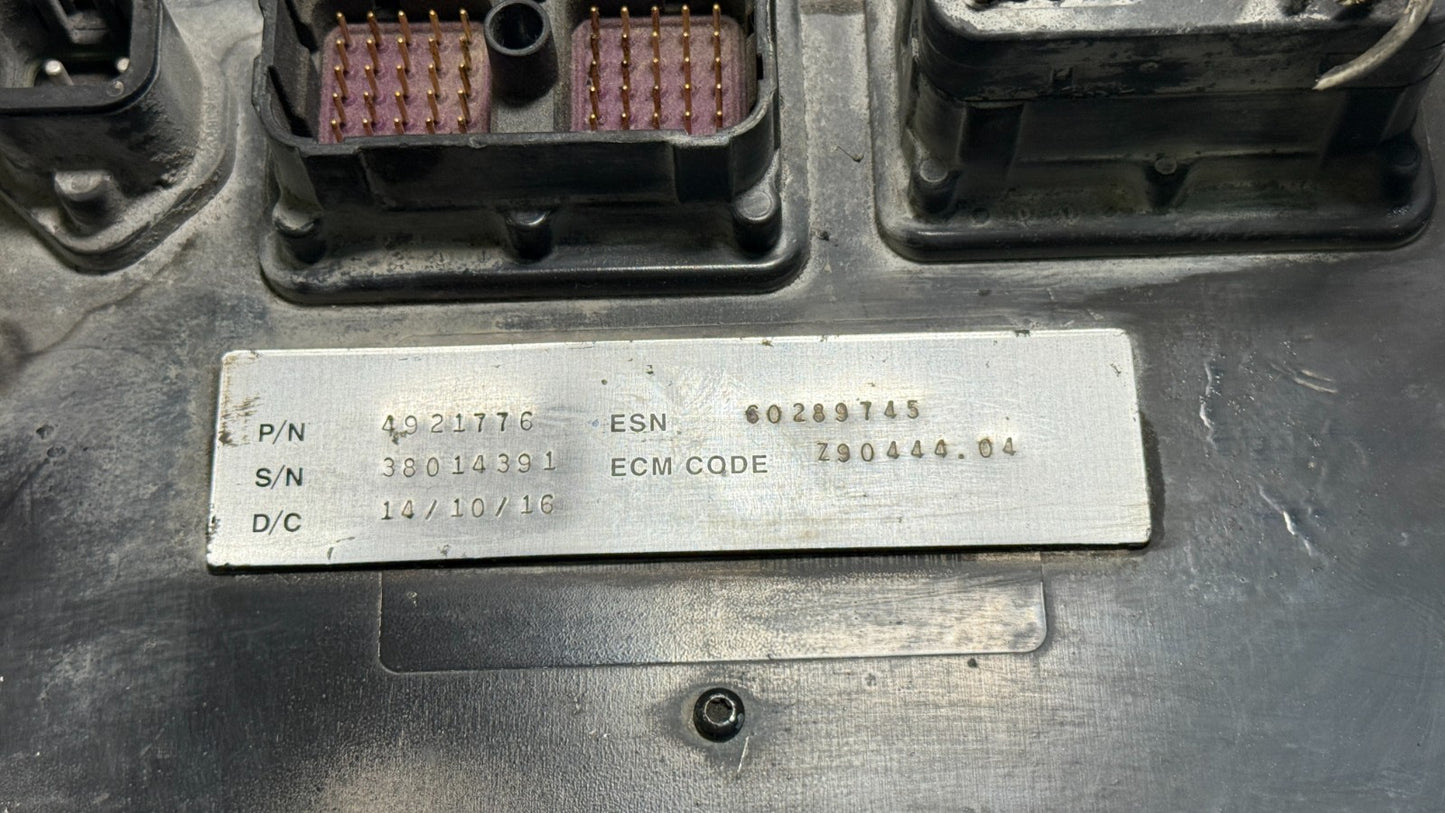 P/N 4921776 ESN 60289745
S/N 38014391 ECM CODE Z90444.04
D/C 14/10/16